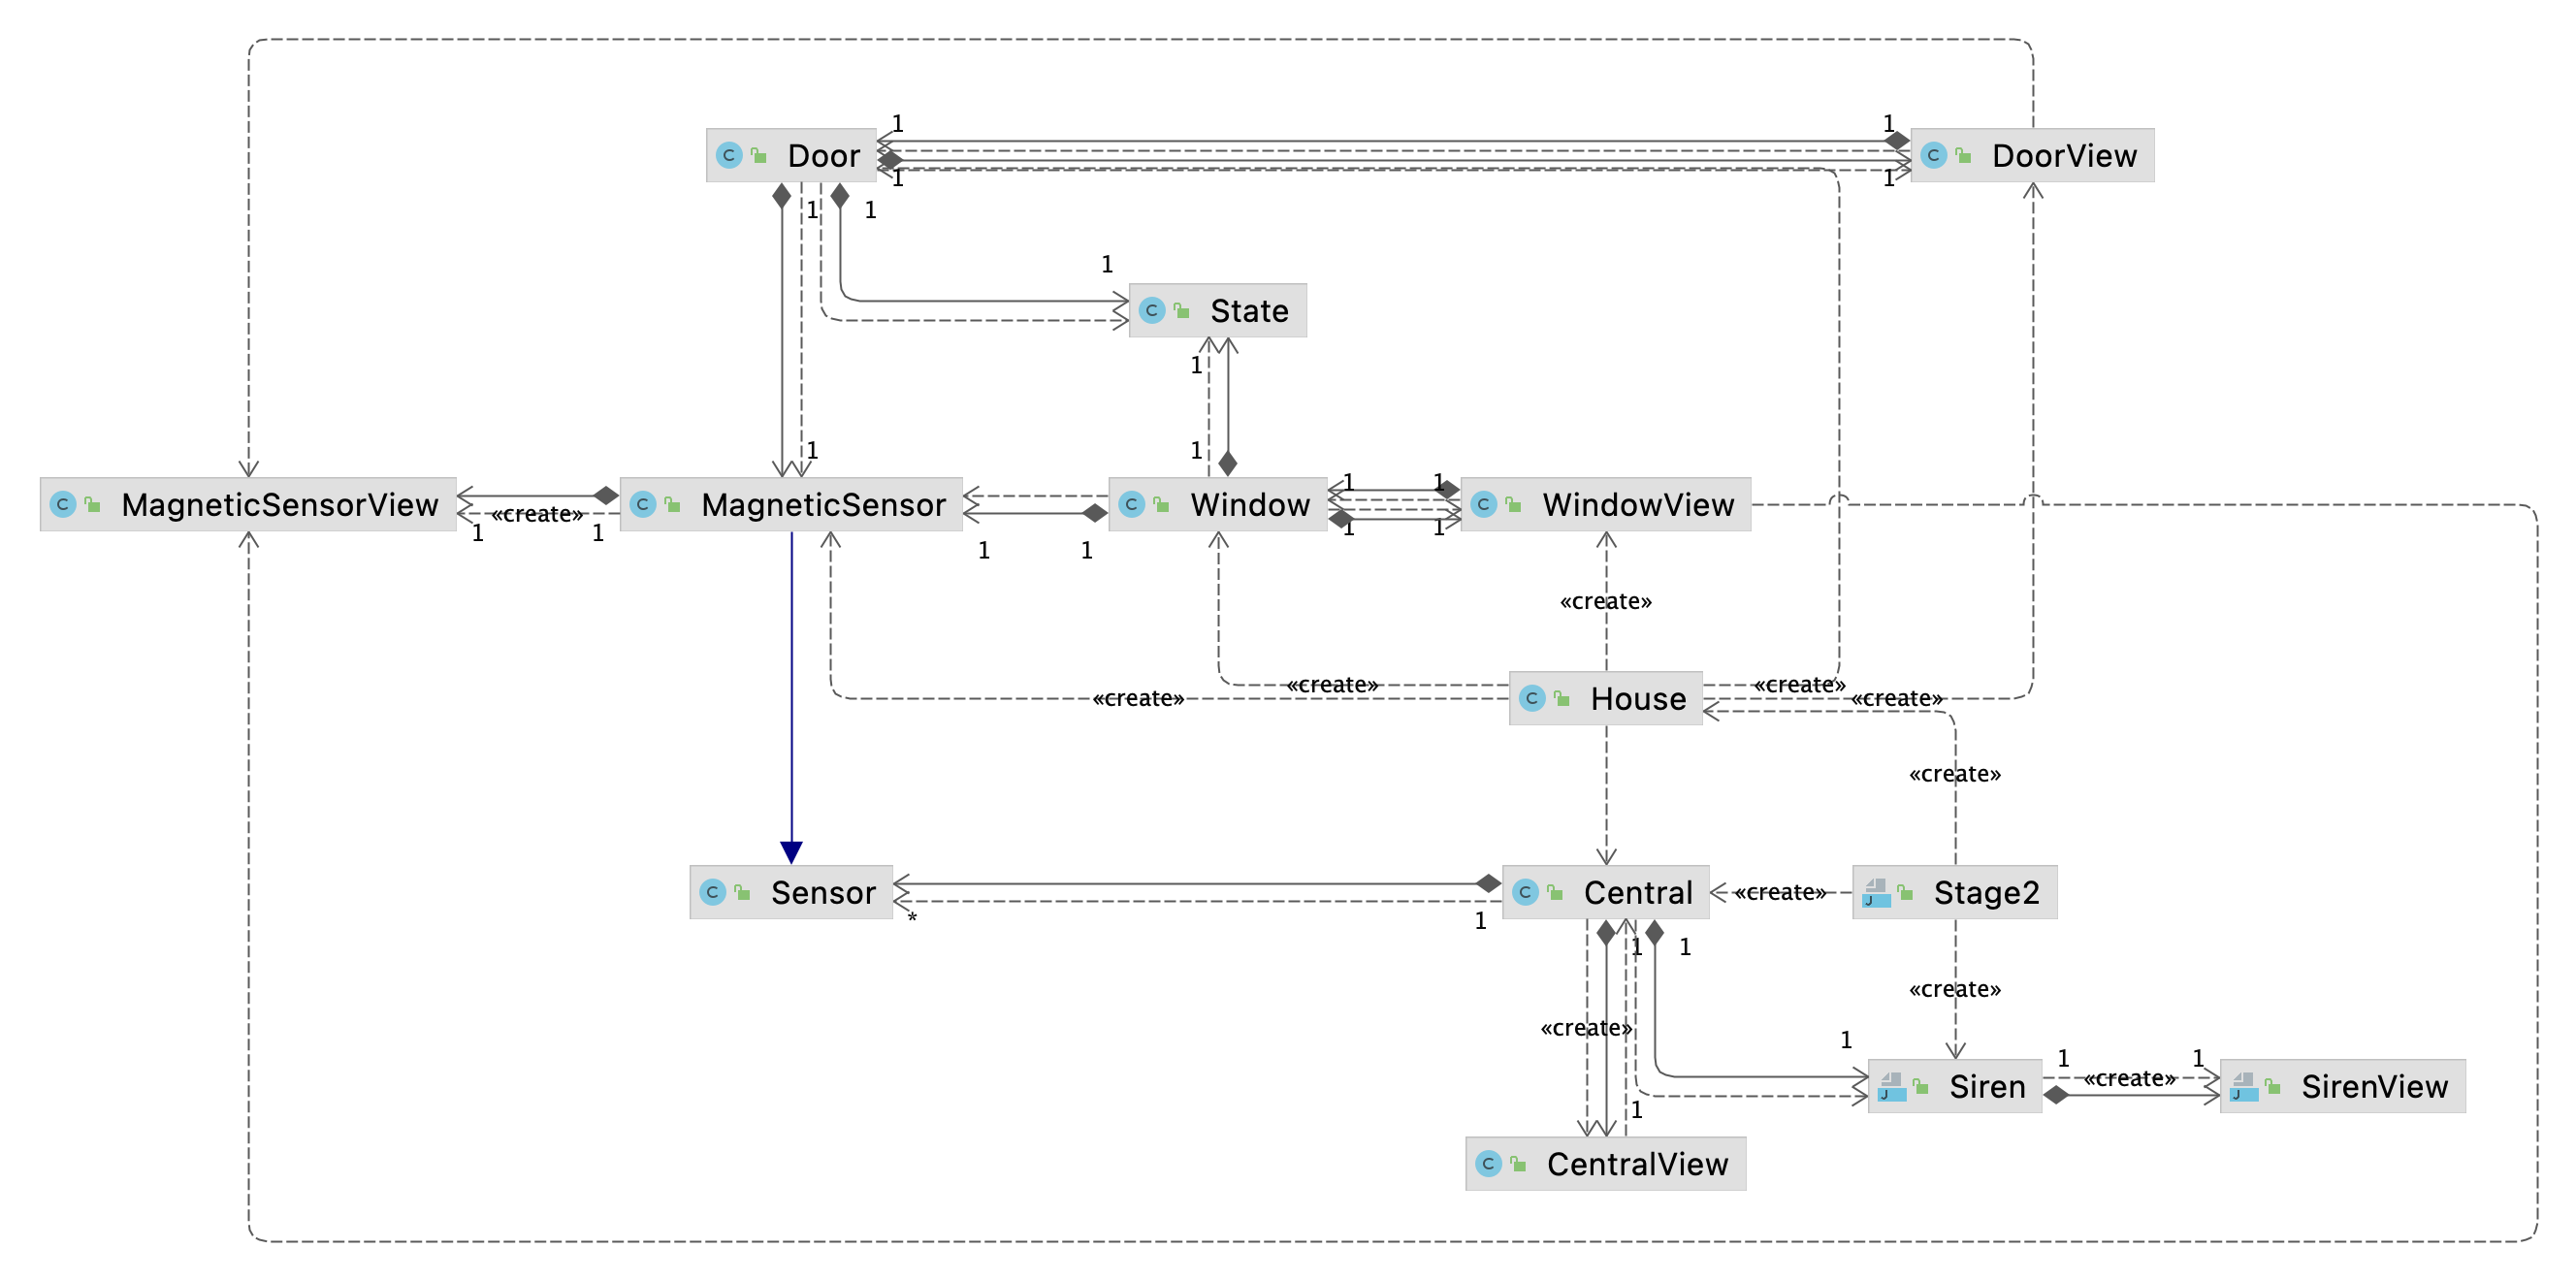 1 1
C Door C DoorView
1 1
1 1
1
C State
1
1 1
1 1
C MagneticSensorView C MagneticSensor C Window C WindowView
«create»
1 1 1 1
1 1
«create»
«create» «create»
«create» C House «create»
«create»
C Sensor C Central «create» J Stage2
* 1
1 1
«create»
«create»
1 1 1
«create»
J Siren J SirenView
1
C CentralView